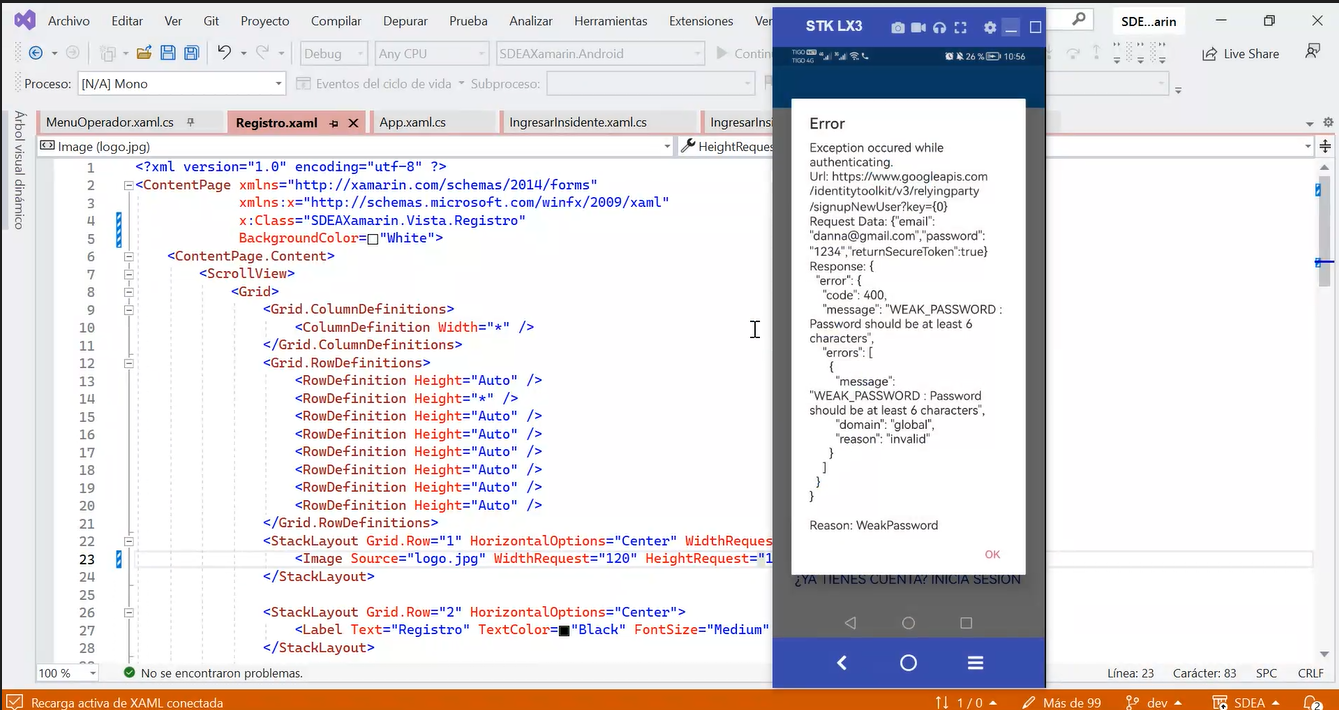 Archivo Editar Ver Git Proyecto Compilar Depurar Prueba Analizar Herramientas Extensiones Ver
SDE...arin
Debug Any CPU SDEAXamarin.Android Contin
Live Share
Proceso: [N/A] Mono Eventos del ciclo de vida Subproceso:
Árbol visual dinámico
MenuOperador.xaml.cs Registro.xaml App.xaml.cs IngresarInsidente.xaml.cs IngresarInsi
Image (logo.jpg) HeightReques
1 <?xml version="1.0" encoding="utf-8" ?>
2 <ContentPage xmlns="http://xamarin.com/schemas/2014/forms"
3 xmlns:x="http://schemas.microsoft.com/winfx/2009/xaml"
4 x:Class="SDEAXamarin.Vista.Registro"
5 BackgroundColor="White">
6 <ContentPage.Content>
7 <ScrollView>
8 <Grid>
9 <Grid.ColumnDefinitions>
10 <ColumnDefinition Width="*" />
11 </Grid.ColumnDefinitions>
12 <Grid.RowDefinitions>
13 <RowDefinition Height="Auto" />
14 <RowDefinition Height="*" />
15 <RowDefinition Height="Auto" />
16 <RowDefinition Height="Auto" />
17 <RowDefinition Height="Auto" />
18 <RowDefinition Height="Auto" />
19 <RowDefinition Height="Auto" />
20 <RowDefinition Height="Auto" />
21 </Grid.RowDefinitions>
22 <StackLayout Grid.Row="1" HorizontalOptions="Center" WidthReques
23 <Image Source="logo.jpg" WidthRequest="120" HeightRequest="1
24 </StackLayout>
25
26 <StackLayout Grid.Row="2" HorizontalOptions="Center">
27 <Label Text="Registro" TextColor="Black" FontSize="Medium"
28 </StackLayout>
100 % No se encontraron problemas.
Línea: 23 Carácter: 83 SPC CRLF
Recarga activa de XAML conectada
1 / 0 Más de 99 dev SDEA 2
STK LX3
TIGO
TIGO 4G
26 % 10:56
Error
Exception occured while
authenticating.
Url: https://www.googleapis.com
/identitytoolkit/v3/relyingparty
/signupNewUser?key={0}
Request Data: {"email":
"danna@gmail.com","password":
"1234","returnSecureToken":true}
Response: {
"error": {
"code": 400,
"message": "WEAK_PASSWORD :
Password should be at least 6
characters",
"errors": [
{
"message":
"WEAK_PASSWORD : Password
should be at least 6 characters",
"domain": "global",
"reason": "invalid"
}
]
}
}
Reason: WeakPassword
OK
¿YA TIENES CUENTA? INICIA SESIÓN